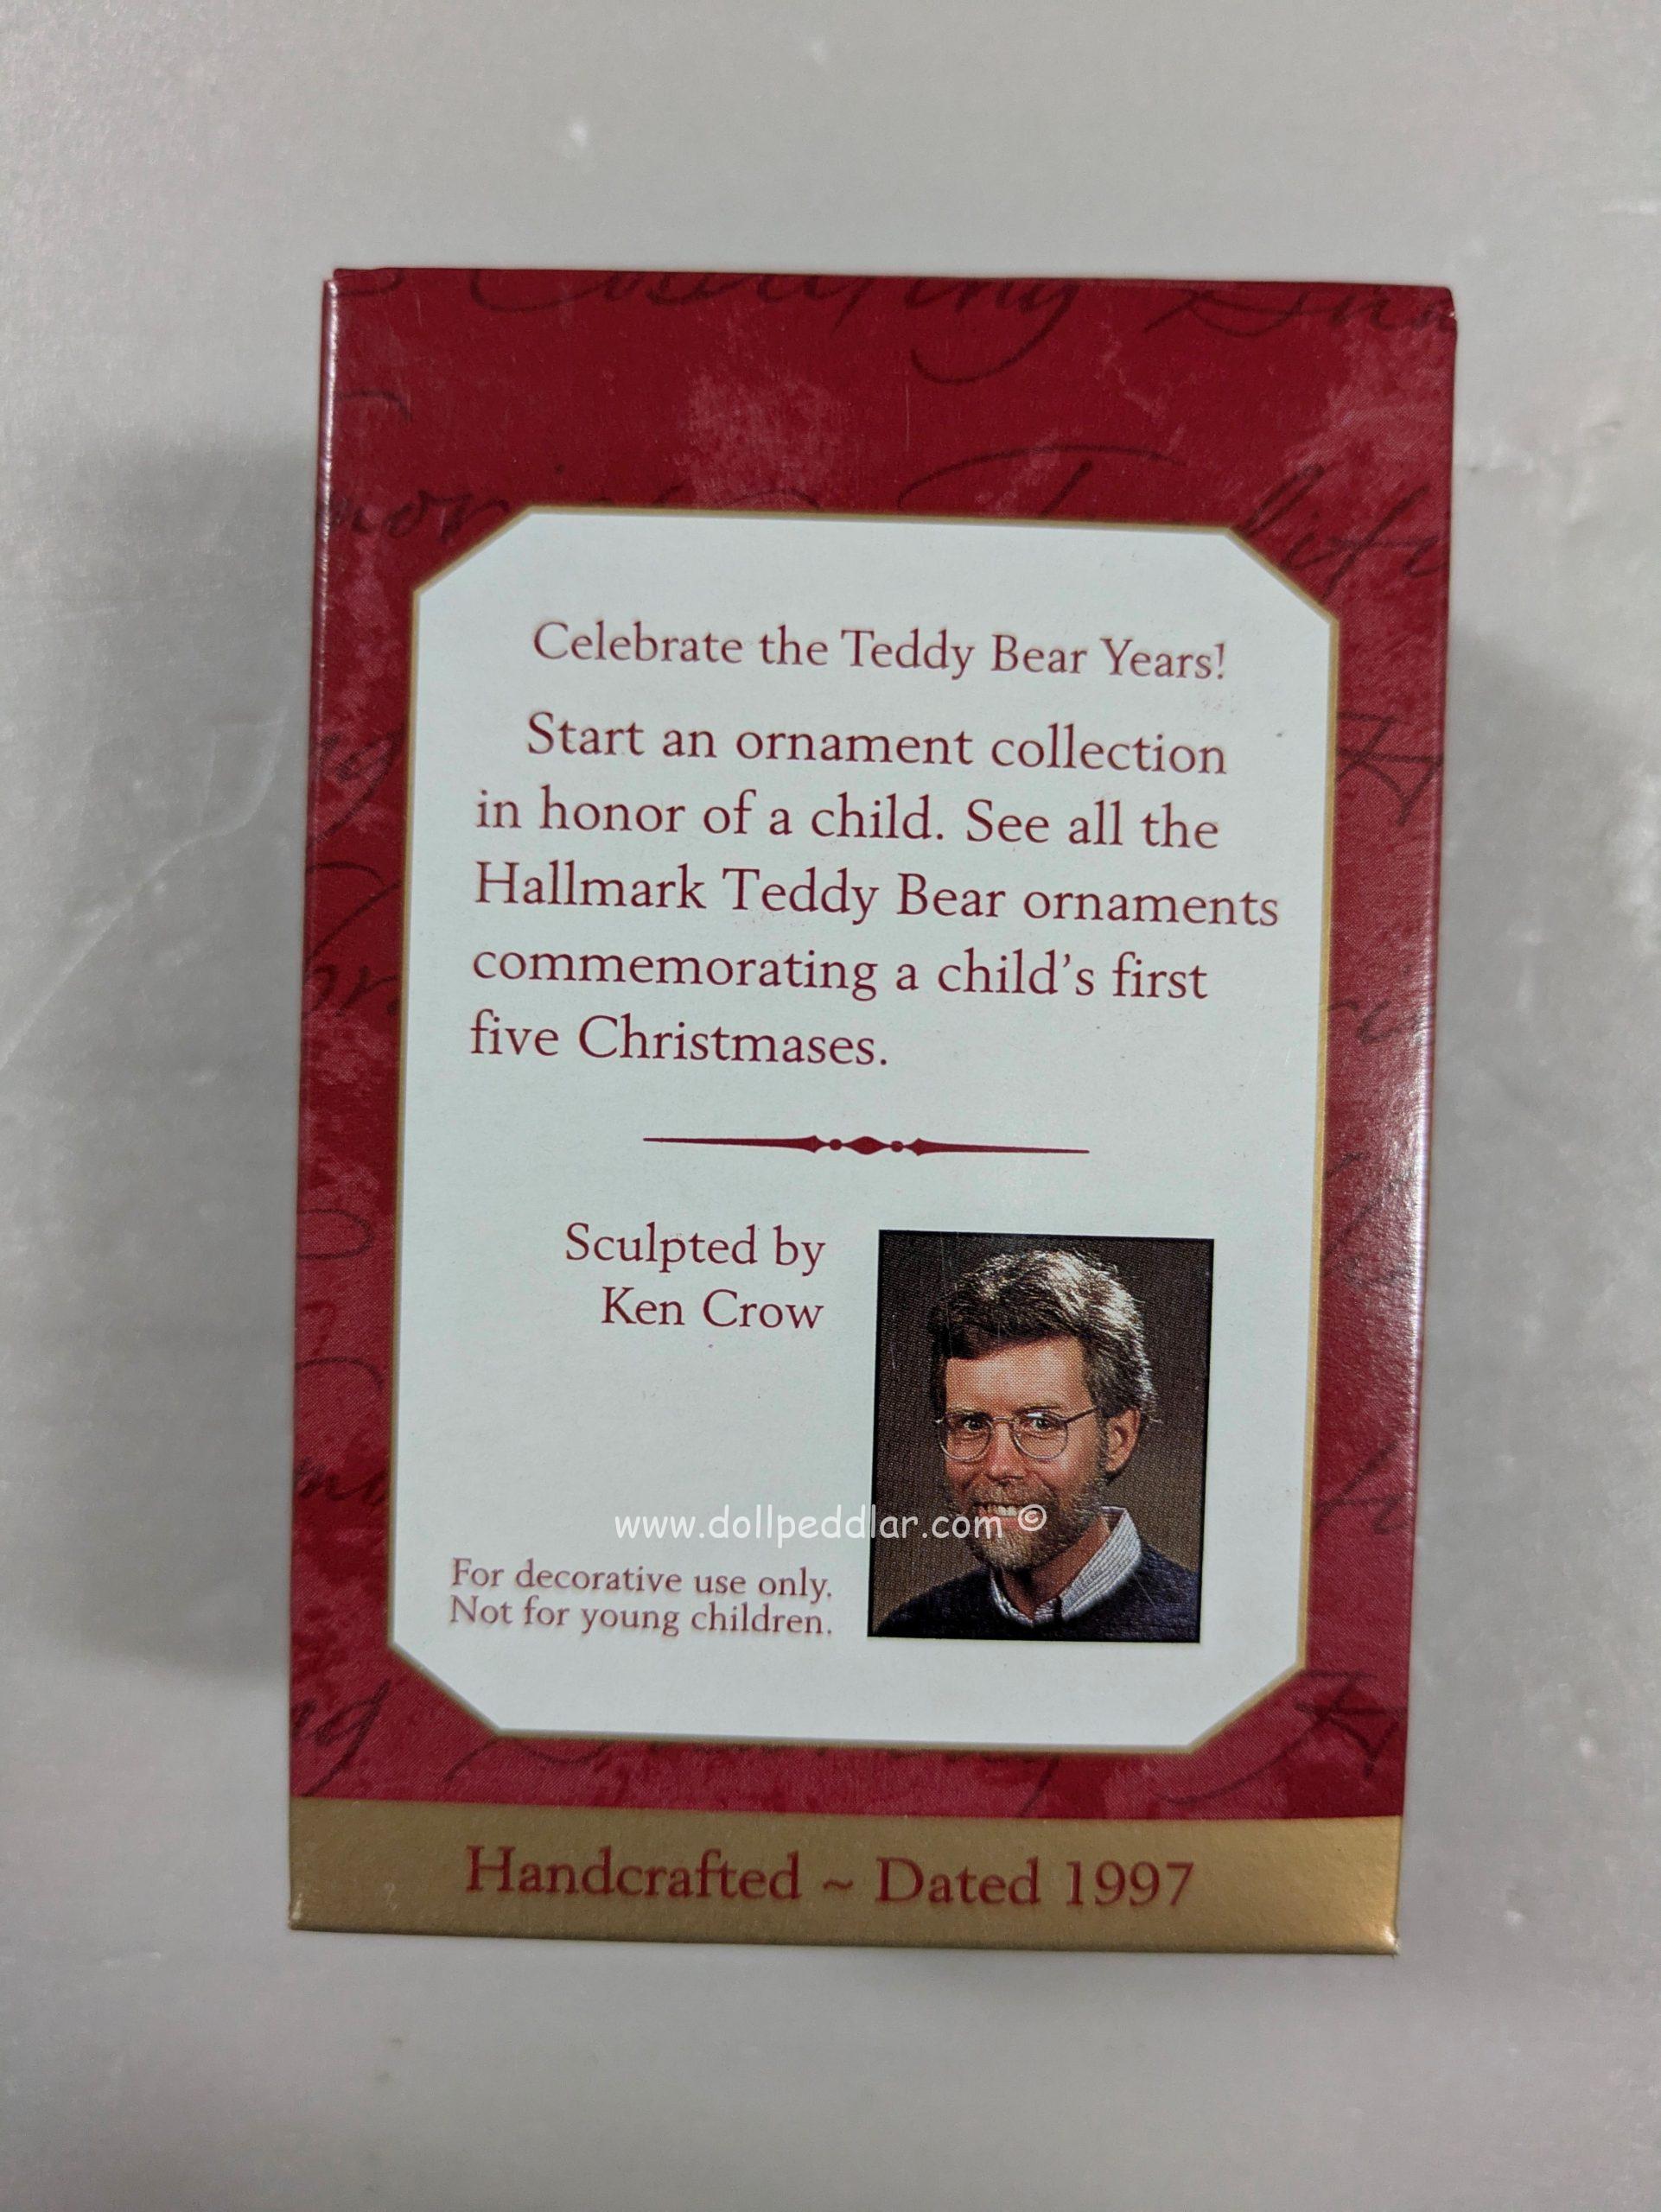 Celebrate the Teddy Bear Years!
Start an ornament collection
in honor of a child. See all the
Hallmark Teddy Bear ornaments
commemorating a child's first
five Christmases.
Sculpted by
Ken Crow
www.dollpeddlar.com ©
For decorative use only.
Not for young children.
Handcrafted ~ Dated 1997